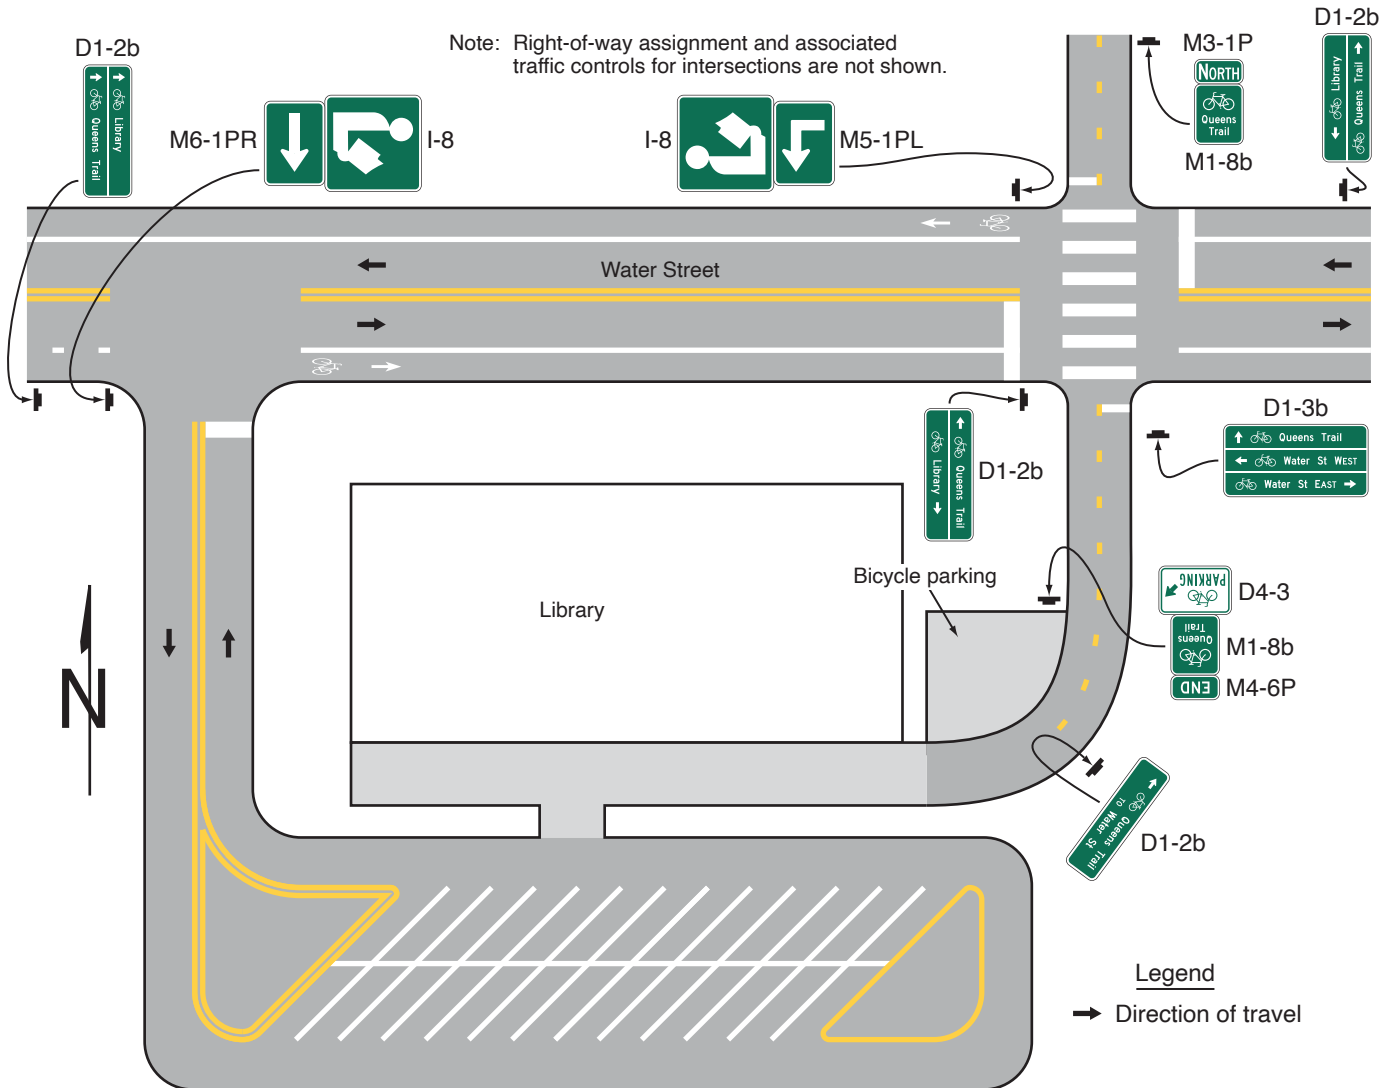 D1-2b
Note: Right-of-way assignment and associated
traffic controls for intersections are not shown.
M3-1P
D1-2b
NORTH
Queens
Trail
M1-8b
Library
Queens Trail
Queens Trail
Library
M6-1PR
I-8
I-8
M5-1PL
Water Street
D1-2b
Queens Trail
Library
D1-3b
Queens Trail
Water St WEST
Water St EAST
Bicycle parking
Library
PARKING
D4-3
Queens
Trail
M1-8b
END
M4-6P
Queens Trail
TO Water St
D1-2b
N
Legend
Direction of travel